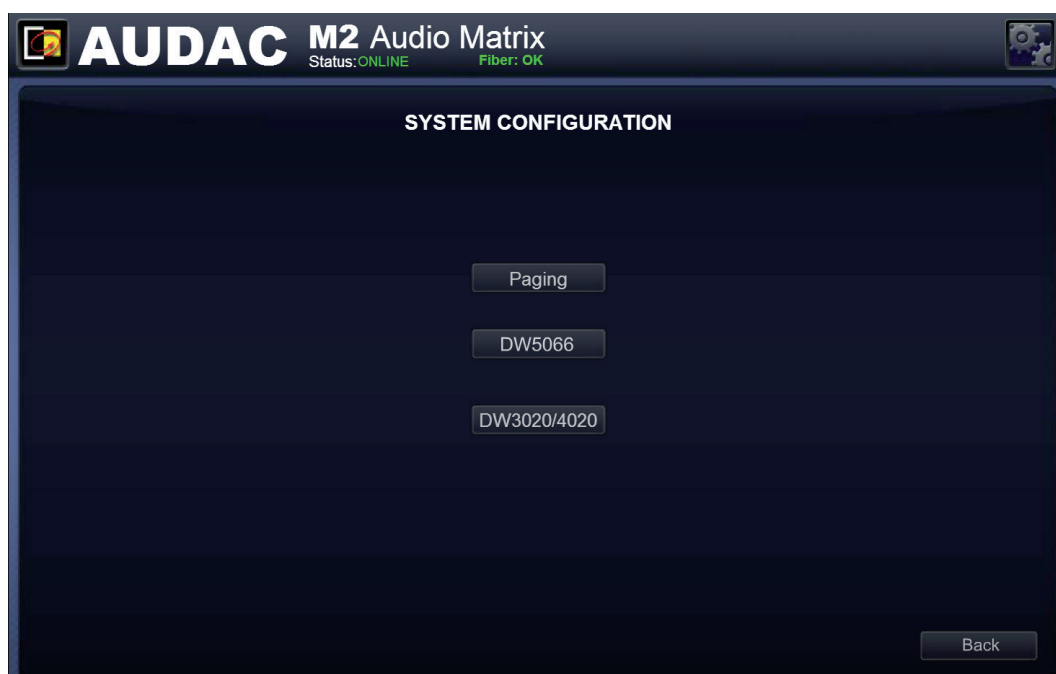 AUDAC M2 Audio Matrix
Status:ONLINE Fiber: OK
SYSTEM CONFIGURATION
Paging
DW5066
DW3020/4020
Back